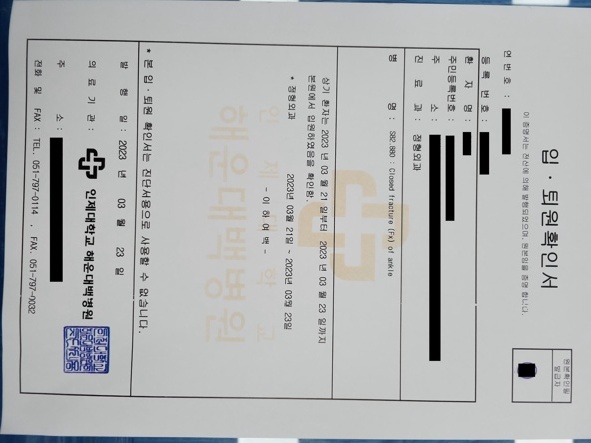 입 · 퇴원확인서
이 증명서는 전산에 의해 발행되었으며, 원본임을 증명 합니다.
원본확인필
발급자
연 번 호 :
등 록 번 호 :
환 자 명 :
주민등록번호 :
주 소 :
진 료 과 : 정형외과
병 명 : S92.880 : Closed fracture (Fx) of ankle
상기 환자는 2023 년 03 월 21 일부터 2023 년 03 월 23 일까지
본원에서 입원하였음을 확인함.
* 정형외과 2023년 03월 21일 ~ 2023년 03월 23일
- 이 하 여 백 -
인 제 대 학 교
해운대백병원
* 본 입 · 퇴원 확인서는 진단서용으로 사용할 수 없습니다.
발 행 일 : 2023 년 03 월 23 일
의 료 기 관 : 인제대학교 해운대백병원
주 소 :
전화 및 FAX : TEL. 051-797-0114 , FAX. 051-797-0032